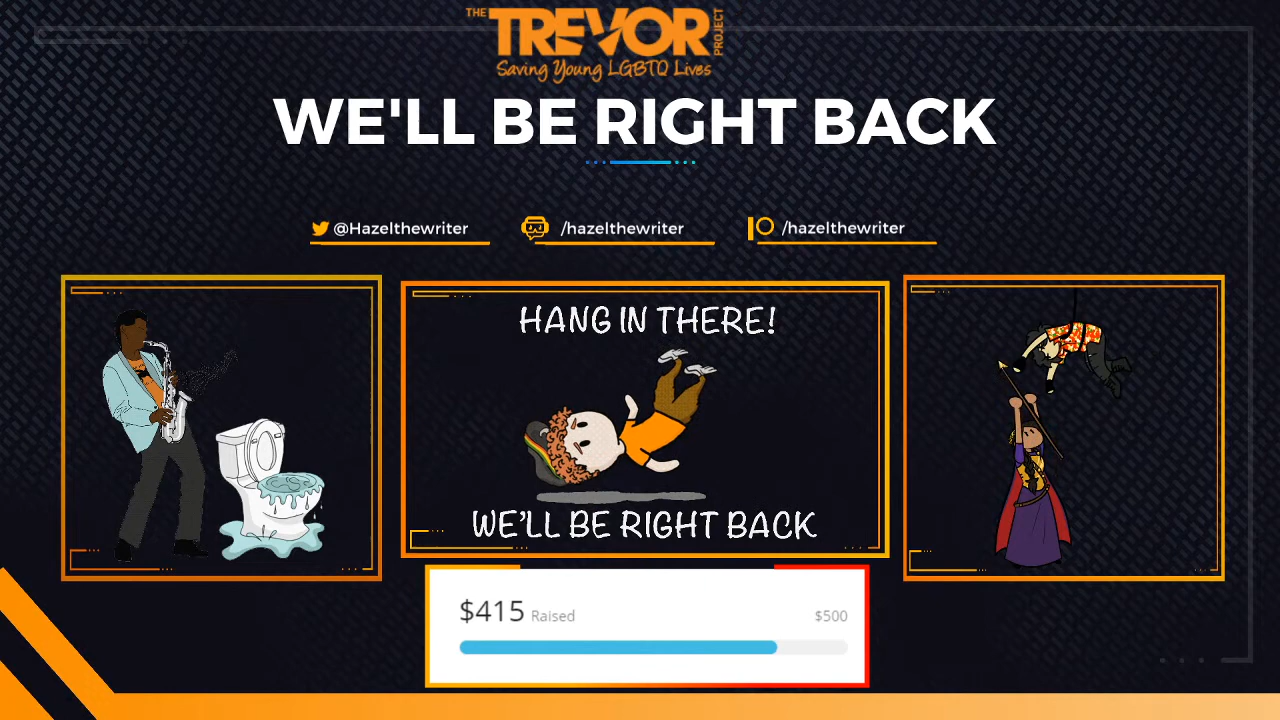 THE TREVOR PROJECT
Saving Young LGBTQ Lives
WE'LL BE RIGHT BACK
@Hazelthewriter /hazelthewriter /hazelthewriter
HANG IN THERE!
WE'LL BE RIGHT BACK
$415 Raised $500